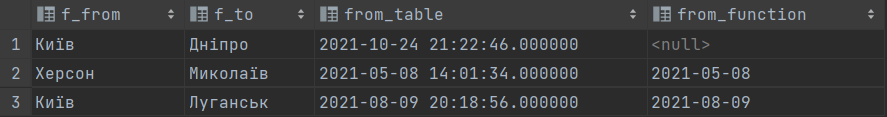 f_from f_to from_table from_function
1 Київ Дніпро 2021-10-24 21:22:46.000000 <null>
2 Херсон Миколаїв 2021-05-08 14:01:34.000000 2021-05-08
3 Київ Луганськ 2021-08-09 20:18:56.000000 2021-08-09